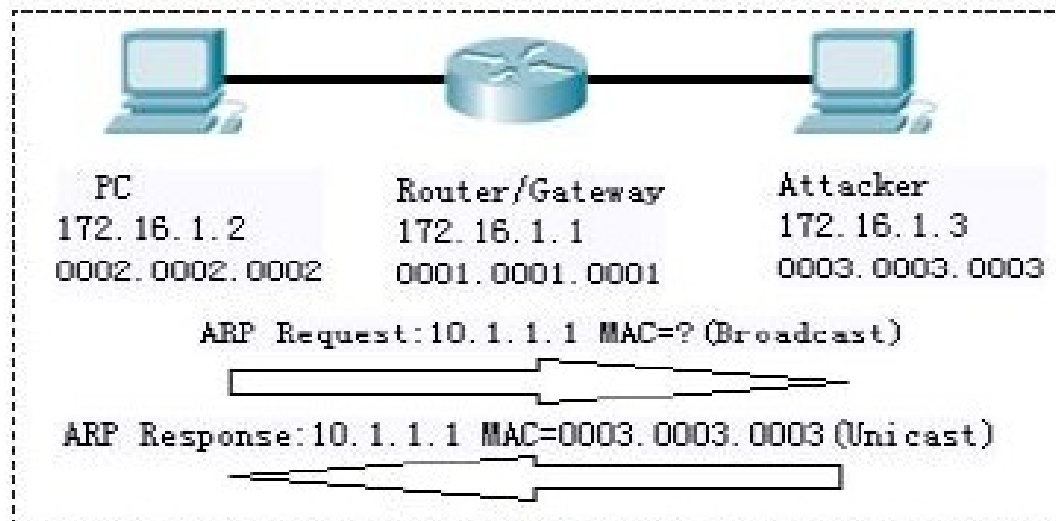 PC
172.16.1.2
0002.0002.0002
Router/Gateway
172.16.1.1
0001.0001.0001
Attacker
172.16.1.3
0003.0003.0003
ARP Request:10.1.1.1 MAC=?(Broadcast)
ARP Response:10.1.1.1 MAC=0003.0003.0003(Unicast)